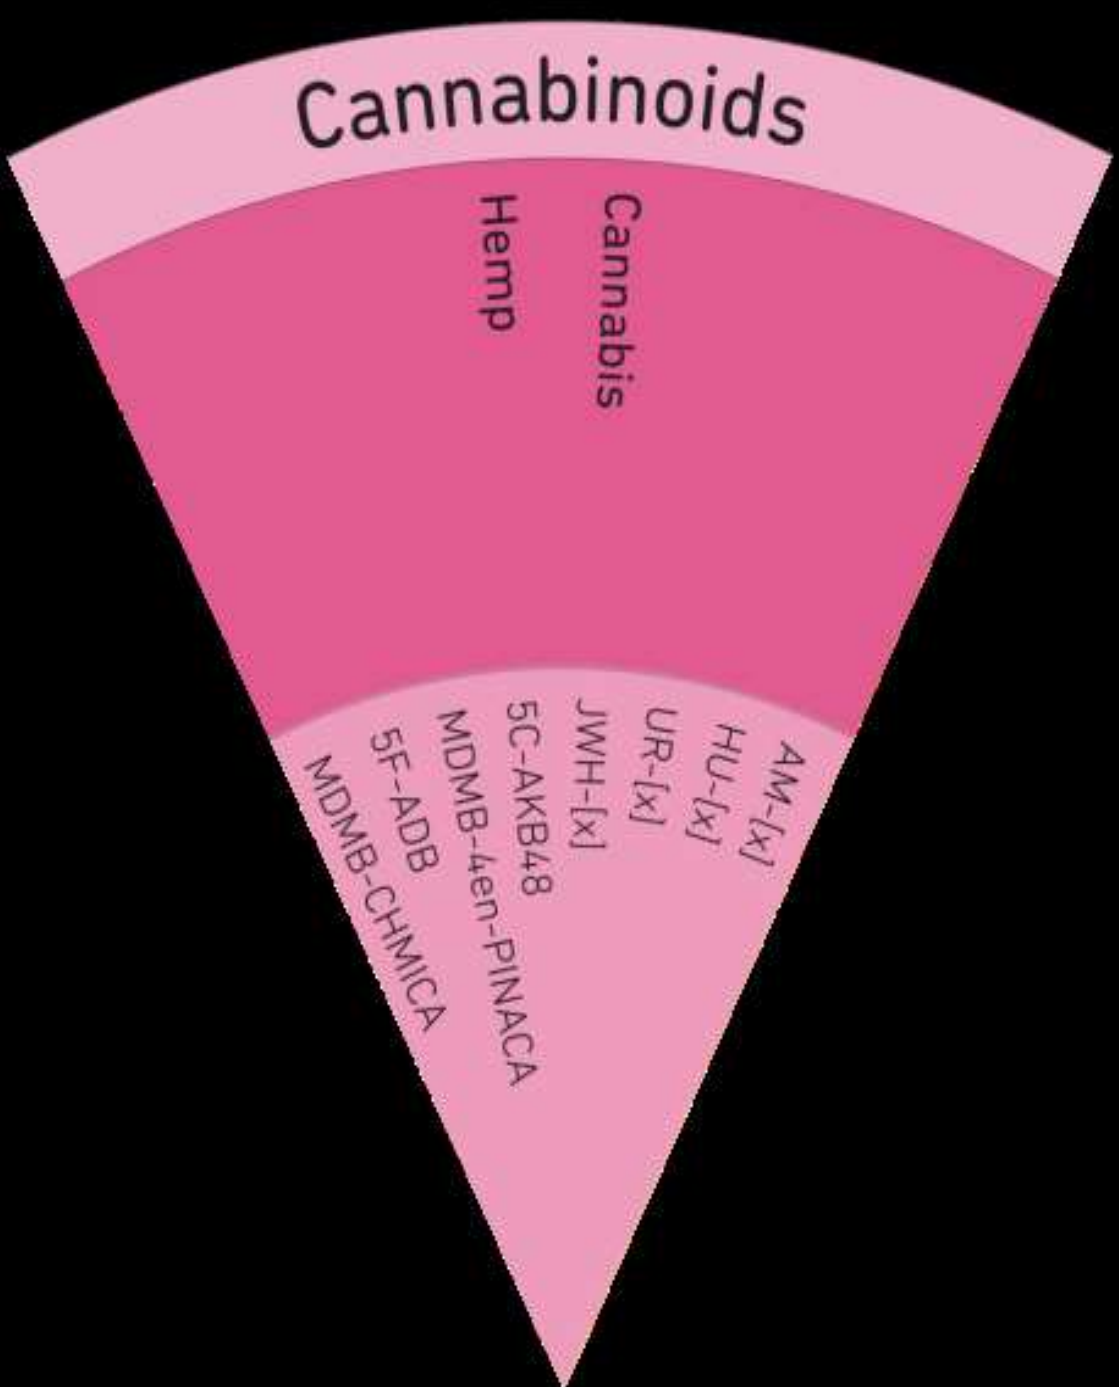 Cannabinoids
Hemp
Cannabis
MDMB-CHMICA
5F-ADB
MDMB-4en-PINACA
5C-AKB48
JWH-[x]
UR-[x]
HU-[x]
AM-[x]